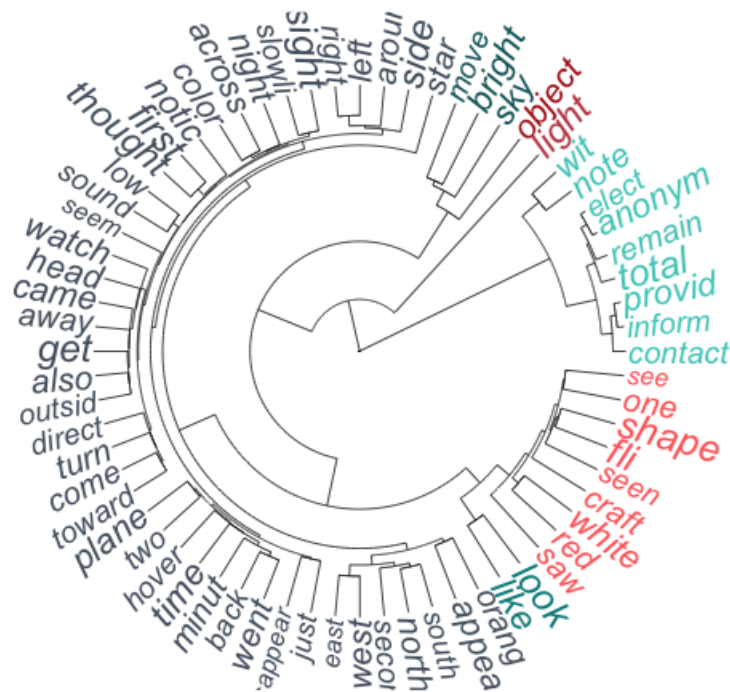 star
side
arour
left
right
sight
slowli
night
across
color
notic
first
thought
low
sound
seem
watch
head
came
away
get
also
outsid
direct
turn
come
toward
plane
two
hover
time
minut
back
went
appear
just
east
west
secor
north
south
appea
orang
like
look
saw
red
white
craft
seen
fli
shape
one
see
contact
inform
provid
total
remain
anonym
elect
note
wit
light
object
sky
bright
move